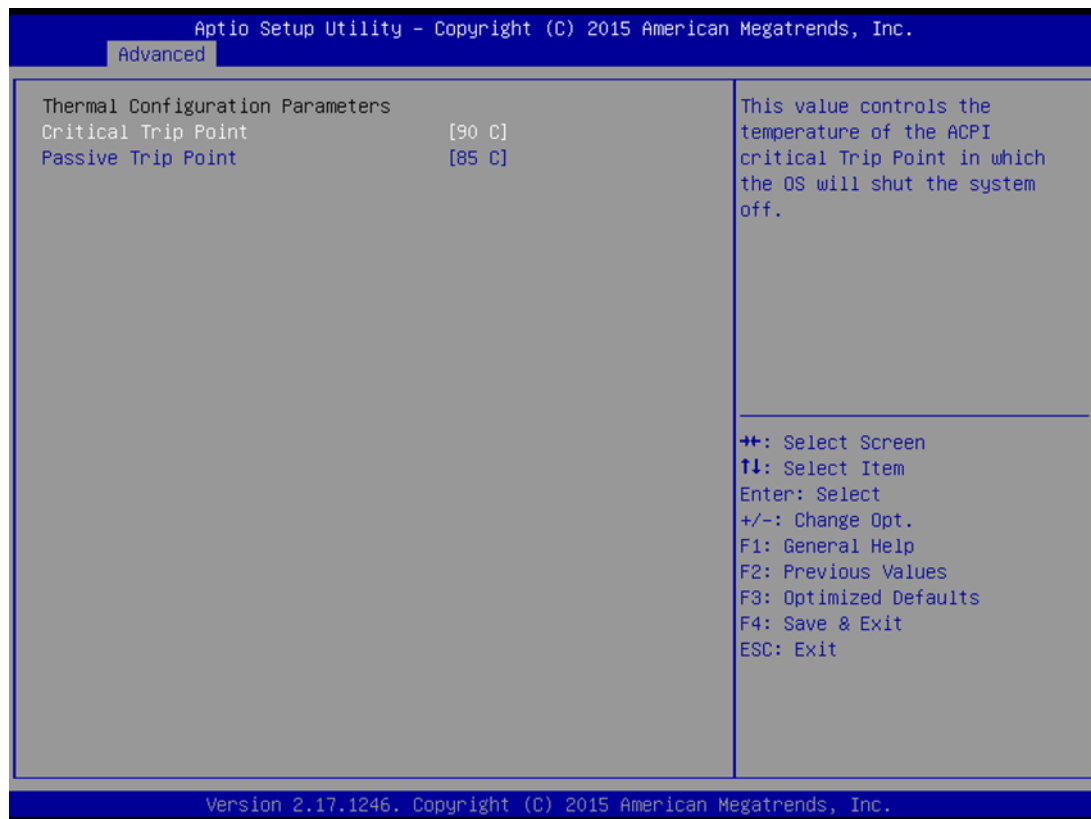 Aptio Setup Utility – Copyright (C) 2015 American Megatrends, Inc.
Advanced
Thermal Configuration Parameters
Critical Trip Point [90 C]
Passive Trip Point [85 C]
This value controls the
temperature of the ACPI
critical Trip Point in which
the OS will shut the system
off.
→←: Select Screen
↑↓: Select Item
Enter: Select
+/-: Change Opt.
F1: General Help
F2: Previous Values
F3: Optimized Defaults
F4: Save & Exit
ESC: Exit
Version 2.17.1246. Copyright (C) 2015 American Megatrends, Inc.